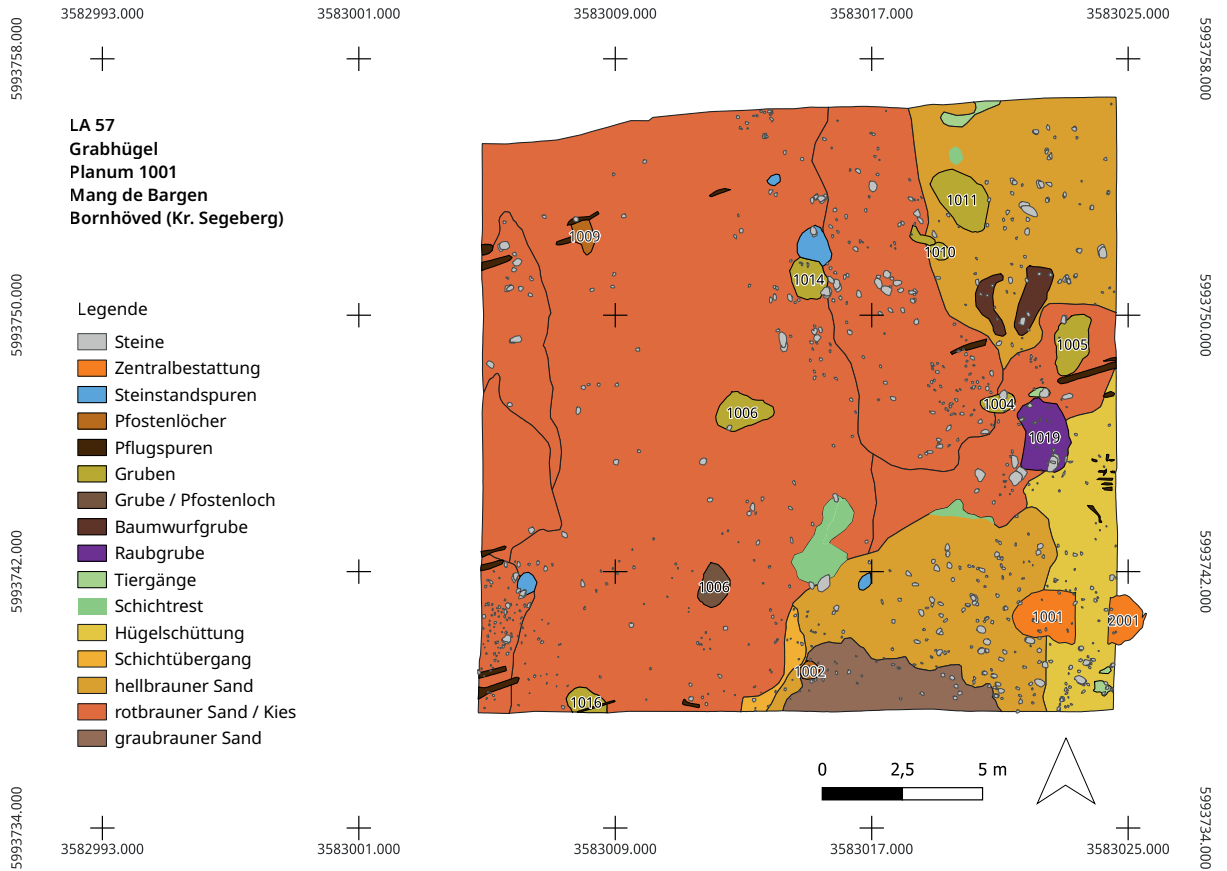 3582993.000 3583001.000 3583009.000 3583017.000 3583025.000
5993758.000 5993758.000
LA 57
Grabhügel
Planum 1001
Mang de Bargen
Bornhöved (Kr. Segeberg)
1011
1009
1010
1014
5993750.000 5993750.000
Legende
Steine
Zentralbestattung
Steinstandspuren
Pfostenlöcher
Pflugspuren
Gruben
Grube / Pfostenloch
Baumwurfgrube
Raubgrube
Tiergänge
Schichtrest
Hügelschüttung
Schichtübergang
hellbrauner Sand
rotbrauner Sand / Kies
graubrauner Sand
1005
1004
1006
1019
5993742.000 5993742.000
1006
1001
2001
1002
1016
0 2,5 5 m
5993734.000 5993734.000
3582993.000 3583001.000 3583009.000 3583017.000 3583025.000